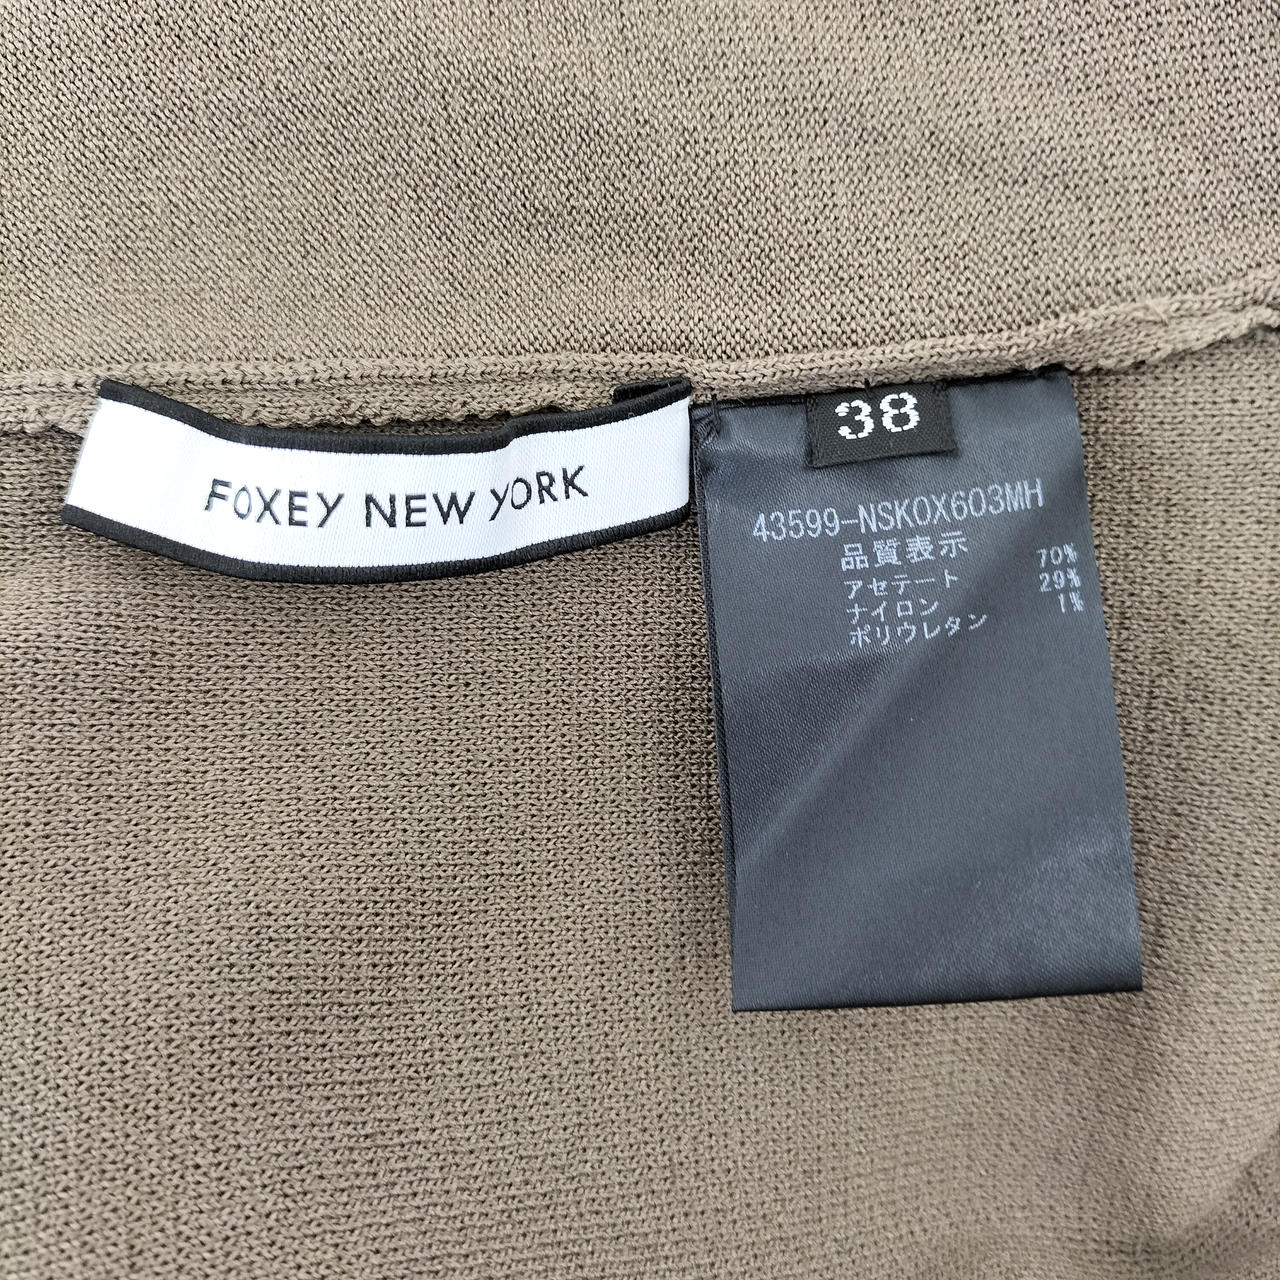 FOXEY NEW YORK
38
43599-NSKOX603MH
品質表示
アセテート 70%
ナイロン 29%
ポリウレタン 1%